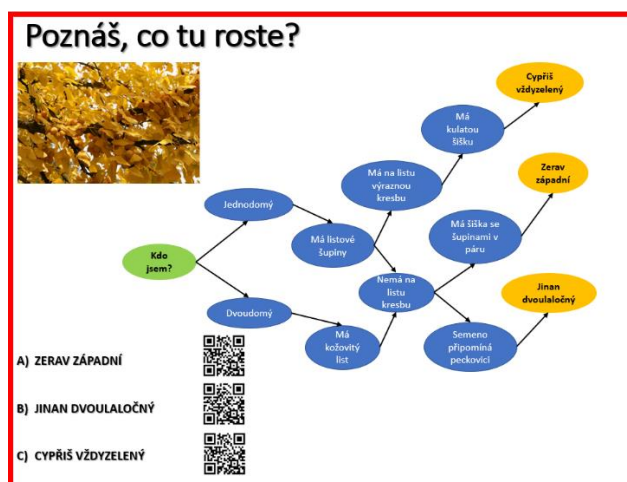 Poznáš, co tu roste?
Cypřiš
vždyzelený
Má
kulatou
šišku
Má na listu
výraznou
kresbu
Zerav
západní
Jednodomý
Má listové
šupiny
Má šiška se
šupinami v
páru
Kdo
jsem?
Nemá na
listu
kresbu
Jinan
dvoulaločný
Dvoudomý
Má
kožovitý
list
Semeno
připomíná
peckovici
A) ZERAV ZÁPADNÍ
B) JINAN DVOULALOČNÝ
C) CYPŘIŠ VŽDYZELENÝ